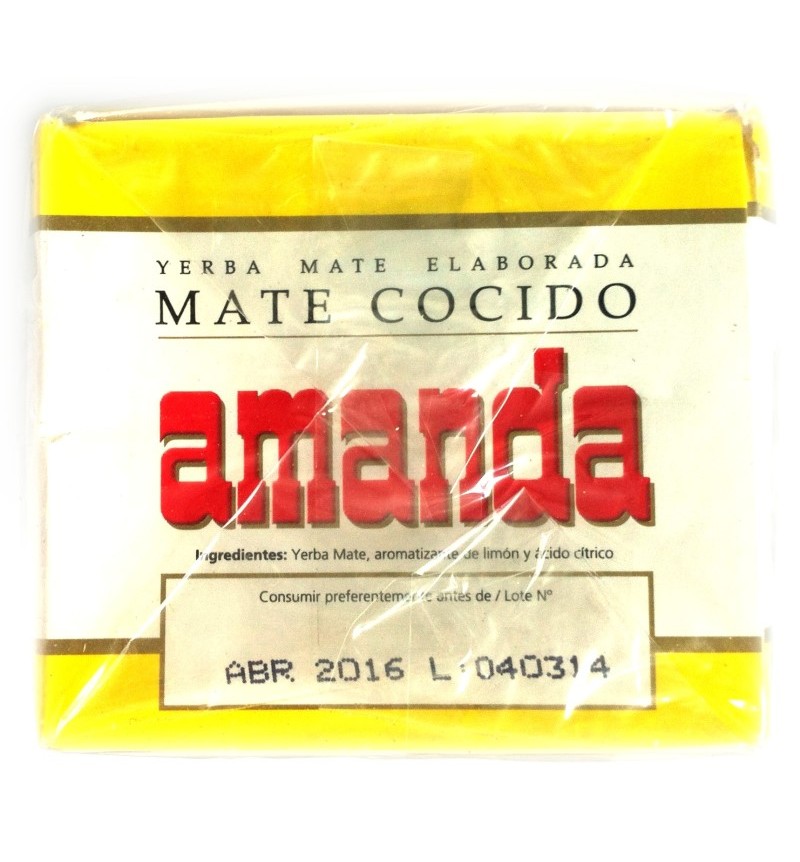 YERBA MATE ELABORADA
MATE COCIDO
amanda
Ingredientes: Yerba Mate, aromatizante de limón y ácido cítrico
Consumir preferentemente antes de / Lote Nº
ABR 2016 L:040314